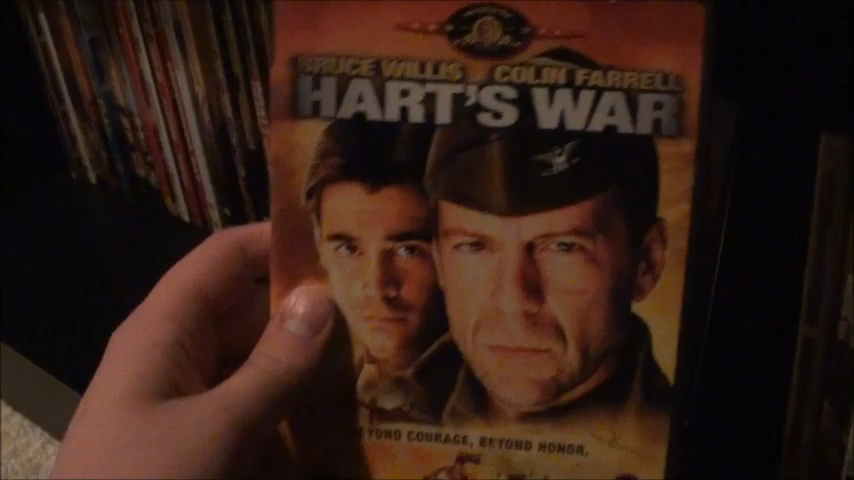 BRUCE WILLIS COLIN FARRELL
HART'S WAR
BEYOND COURAGE, BEYOND HONOR.